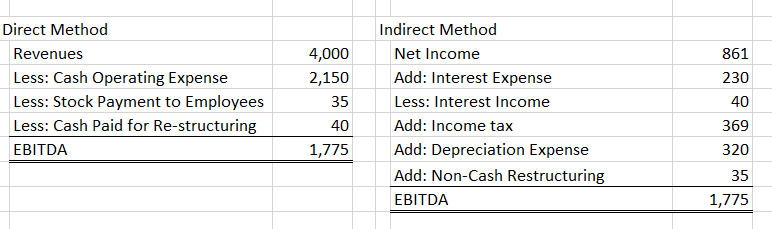 Direct Method
Revenues 4,000
Less: Cash Operating Expense 2,150
Less: Stock Payment to Employees 35
Less: Cash Paid for Re-structuring 40
EBITDA 1,775
Indirect Method
Net Income 861
Add: Interest Expense 230
Less: Interest Income 40
Add: Income tax 369
Add: Depreciation Expense 320
Add: Non-Cash Restructuring 35
EBITDA 1,775